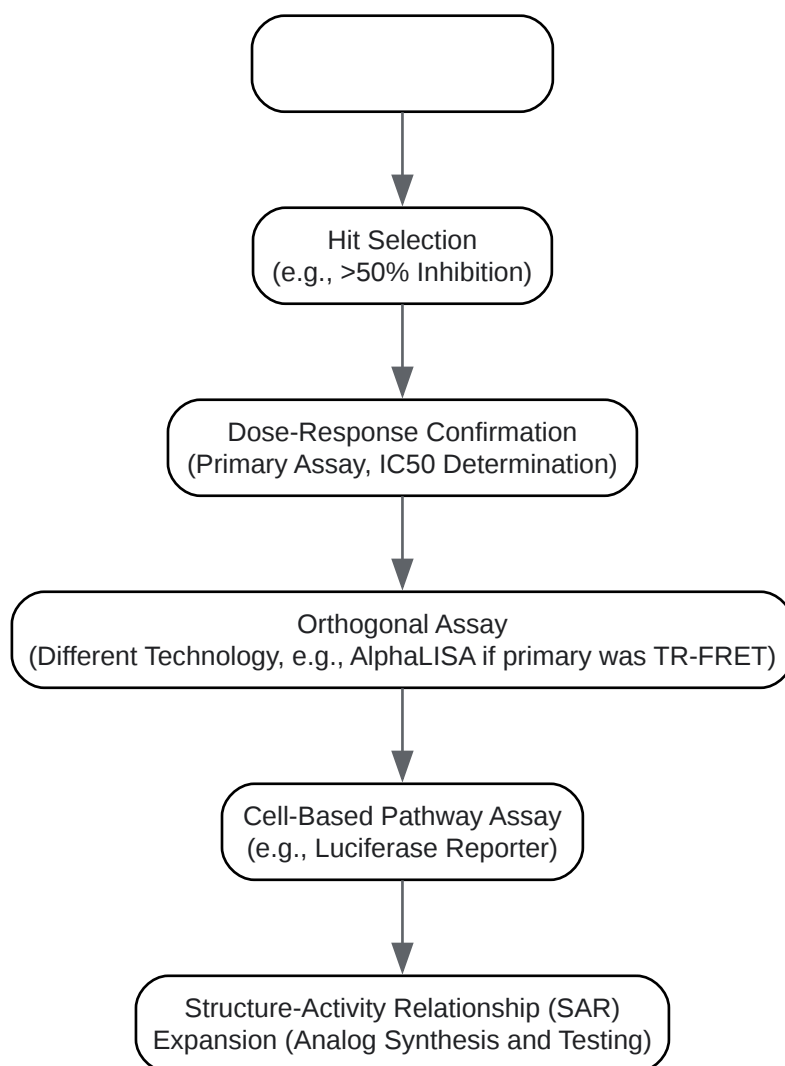 Hit Selection
(e.g., >50% Inhibition)
Dose-Response Confirmation
(Primary Assay, IC50 Determination)
Orthogonal Assay
(Different Technology, e.g., AlphaLISA if primary was TR-FRET)
Cell-Based Pathway Assay
(e.g., Luciferase Reporter)
Structure-Activity Relationship (SAR)
Expansion (Analog Synthesis and Testing)